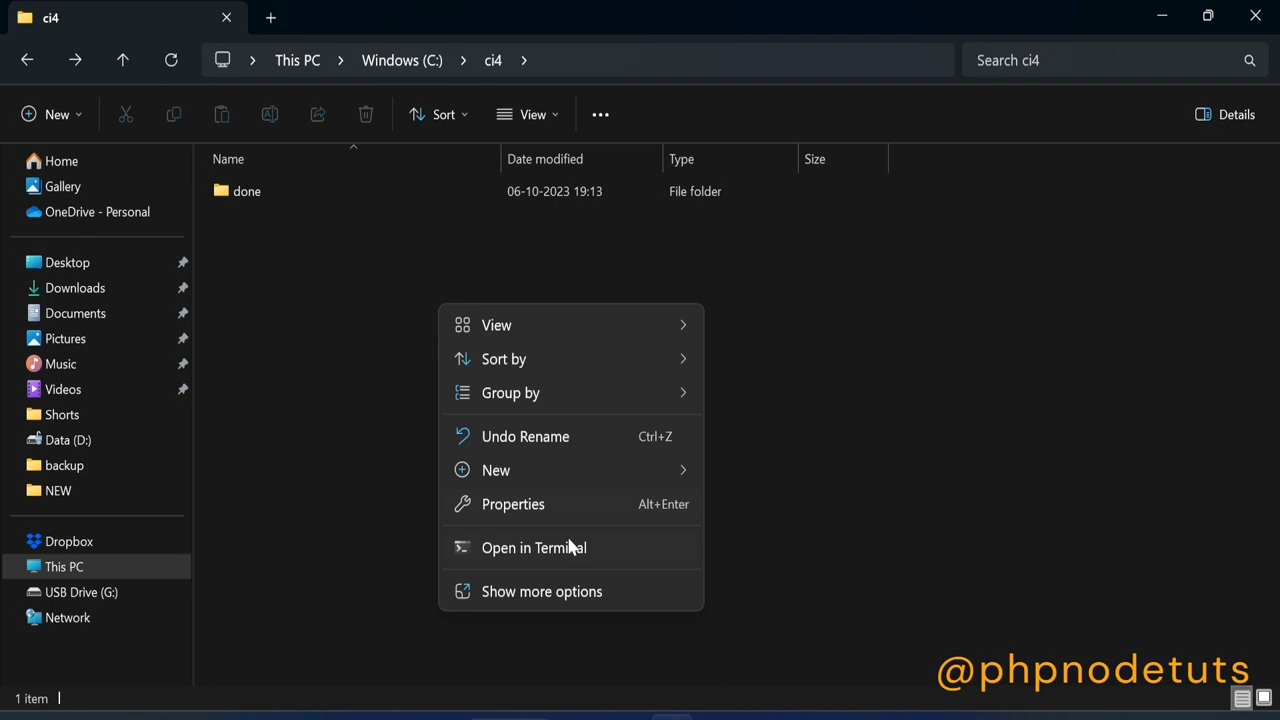 ci4
This PC
Windows (C:)
ci4
Search ci4
New
Sort
View
Details
Name
Date modified
Type
Size
done
06-10-2023 19:13
File folder
Home
Gallery
OneDrive - Personal
Desktop
Downloads
Documents
Pictures
Music
Videos
Shorts
Data (D:)
backup
NEW
Dropbox
This PC
USB Drive (G:)
Network
View
Sort by
Group by
Undo Rename Ctrl+Z
New
Properties Alt+Enter
Open in Terminal
Show more options
@phpnodetuts
1 item